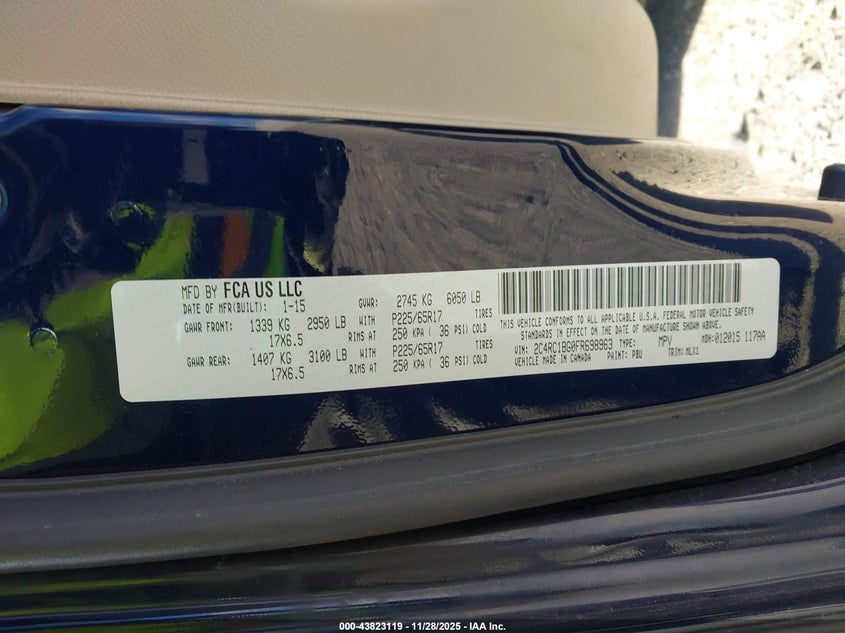 MFD BY FCA US LLC
DATE OF MFR(BUILT): 1-15 GVWR: 2745 KG 6050 LB
GAWR FRONT: 1339 KG 2950 LB WITH P225/65R17 TIRES
17X6.5 RIMS AT 250 KPA ( 36 PSI) COLD
GAWR REAR: 1407 KG 3100 LB WITH P225/65R17 TIRES
17X6.5 RIMS AT 250 KPA ( 36 PSI) COLD
THIS VEHICLE CONFORMS TO ALL APPLICABLE U.S.A. FEDERAL MOTOR VEHICLE SAFETY
STANDARDS IN EFFECT ON THE DATE OF MANUFACTURE SHOWN ABOVE.
VIN: 2C4RC1BG0FR698963 TYPE: MPV MDH:012015 117AA
VEHICLE MADE IN CANADA PAINT: PBU TRIM: MLX1
000-43823119 - 11/28/2025 - © IAA Inc.